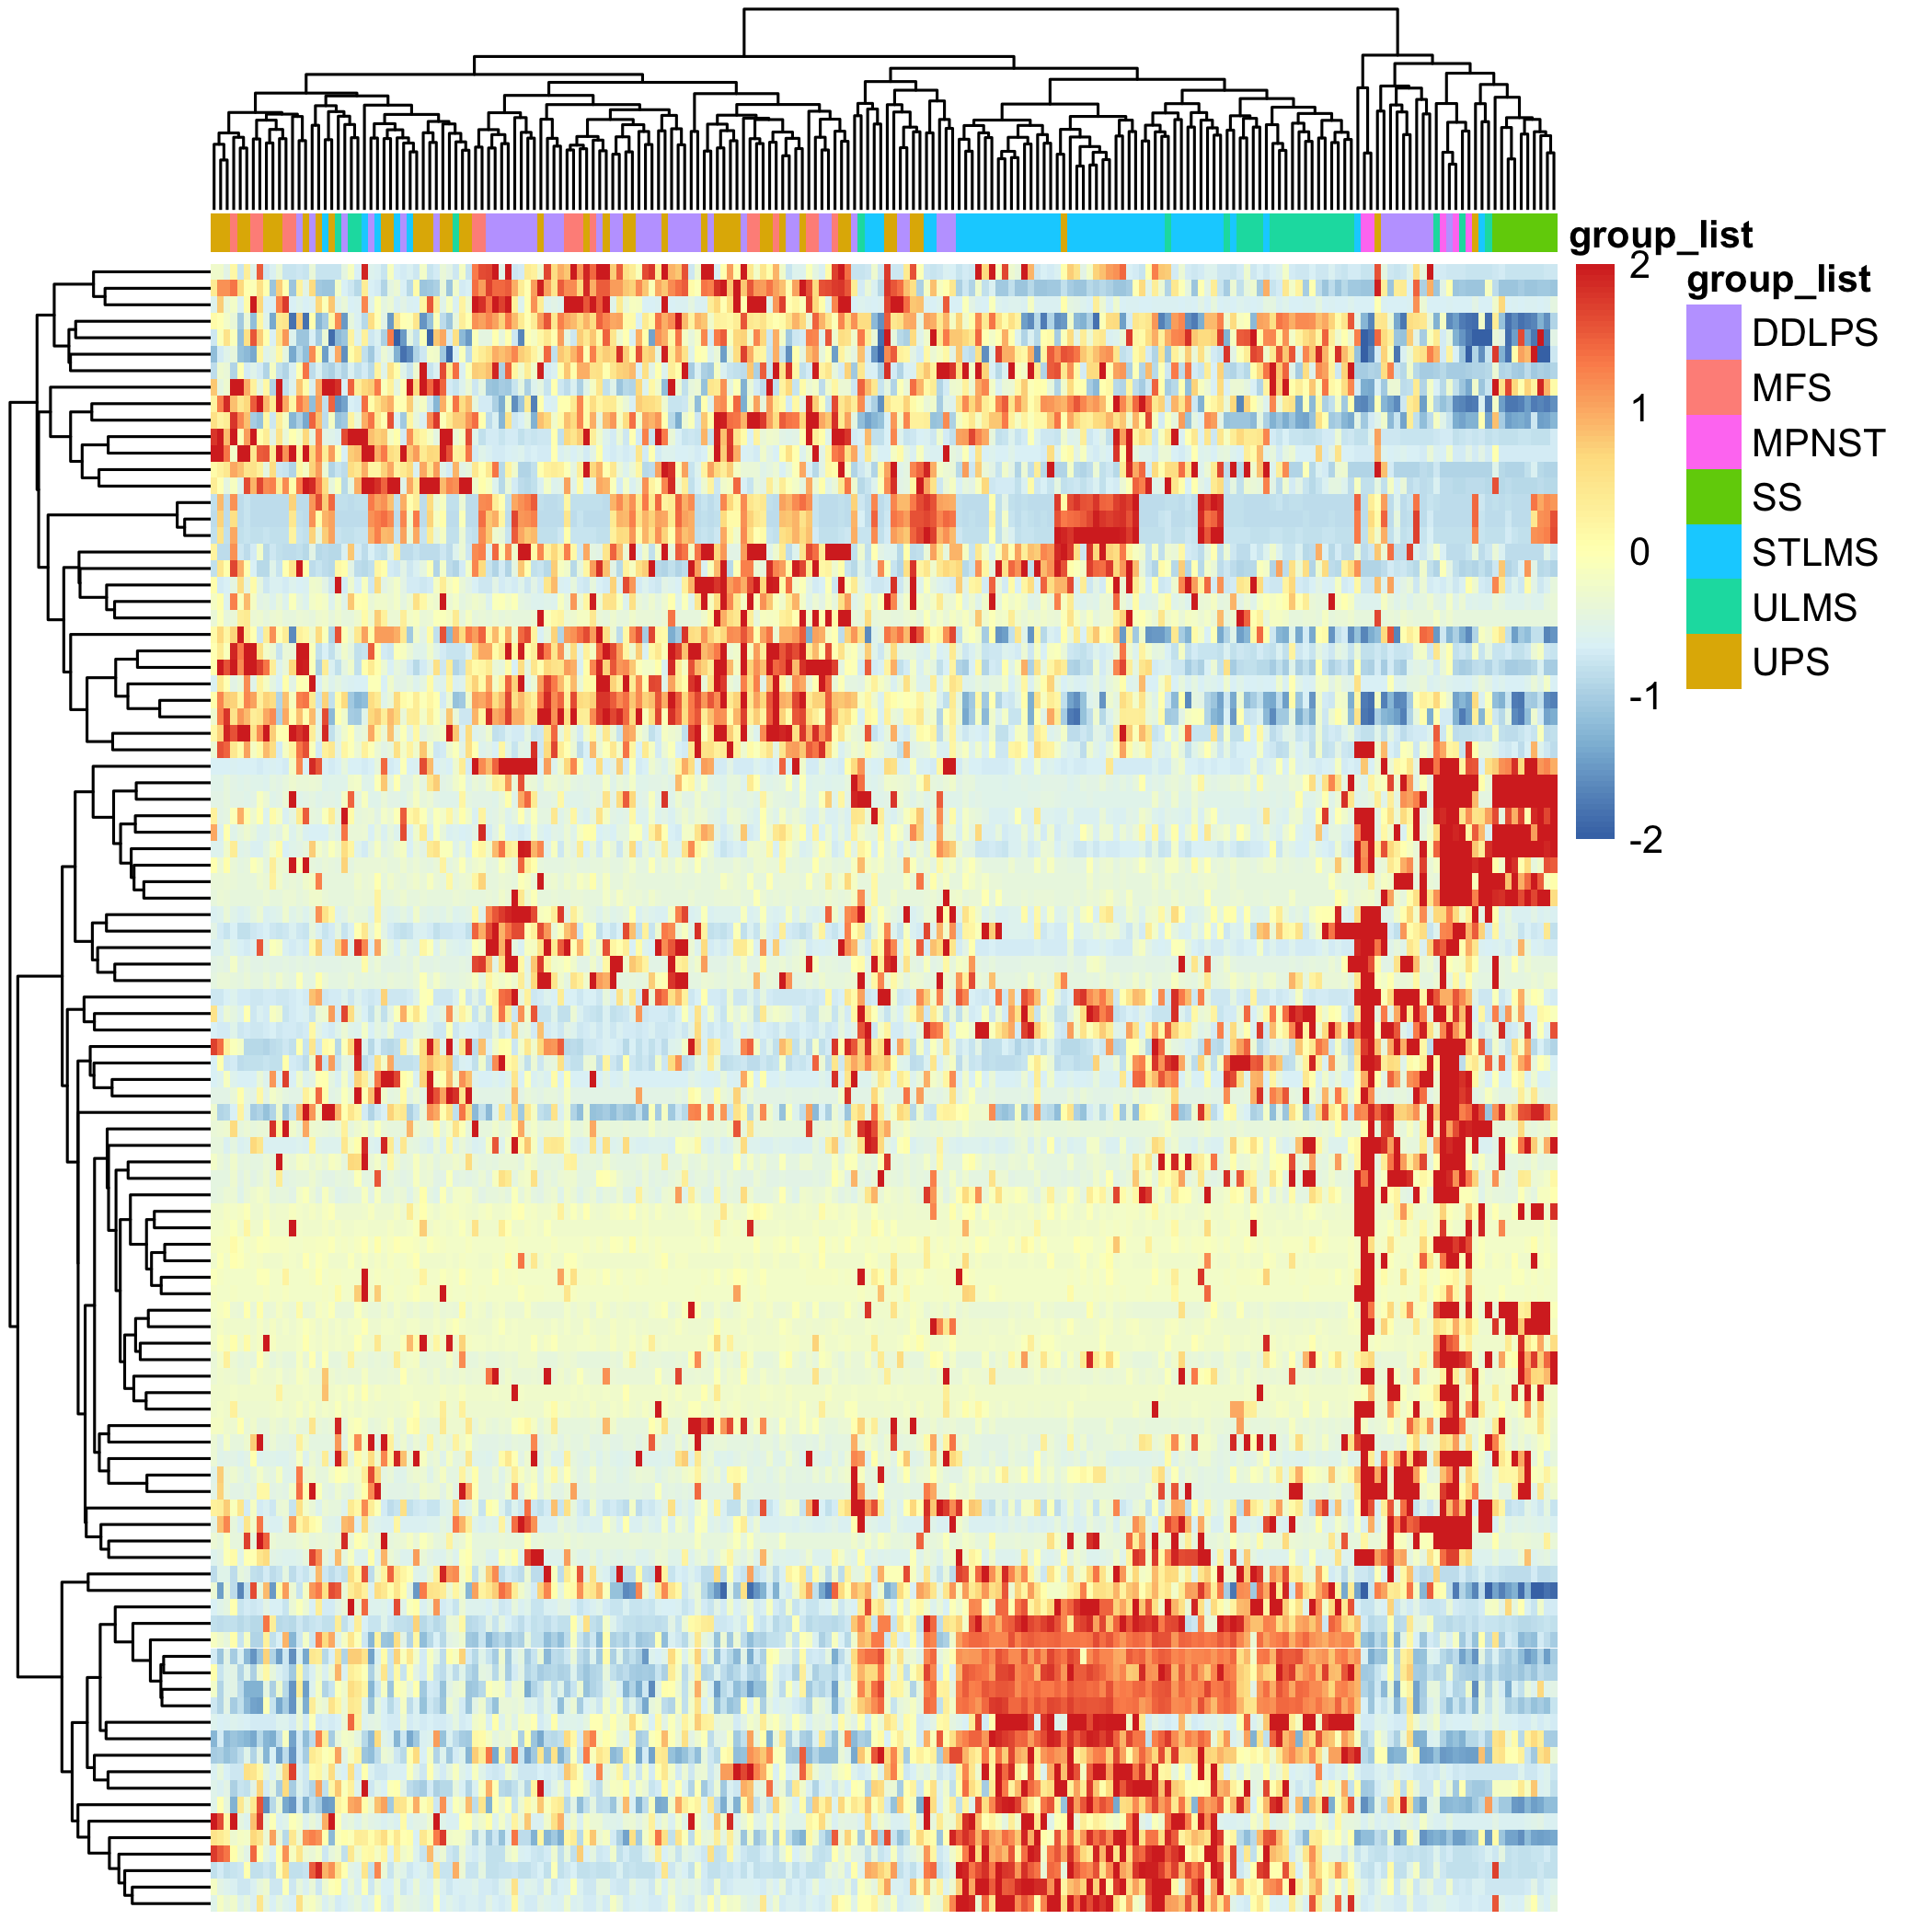 group_list
2
1
0
-1
-2
group_list
DDLPS
MFS
MPNST
SS
STLMS
ULMS
UPS